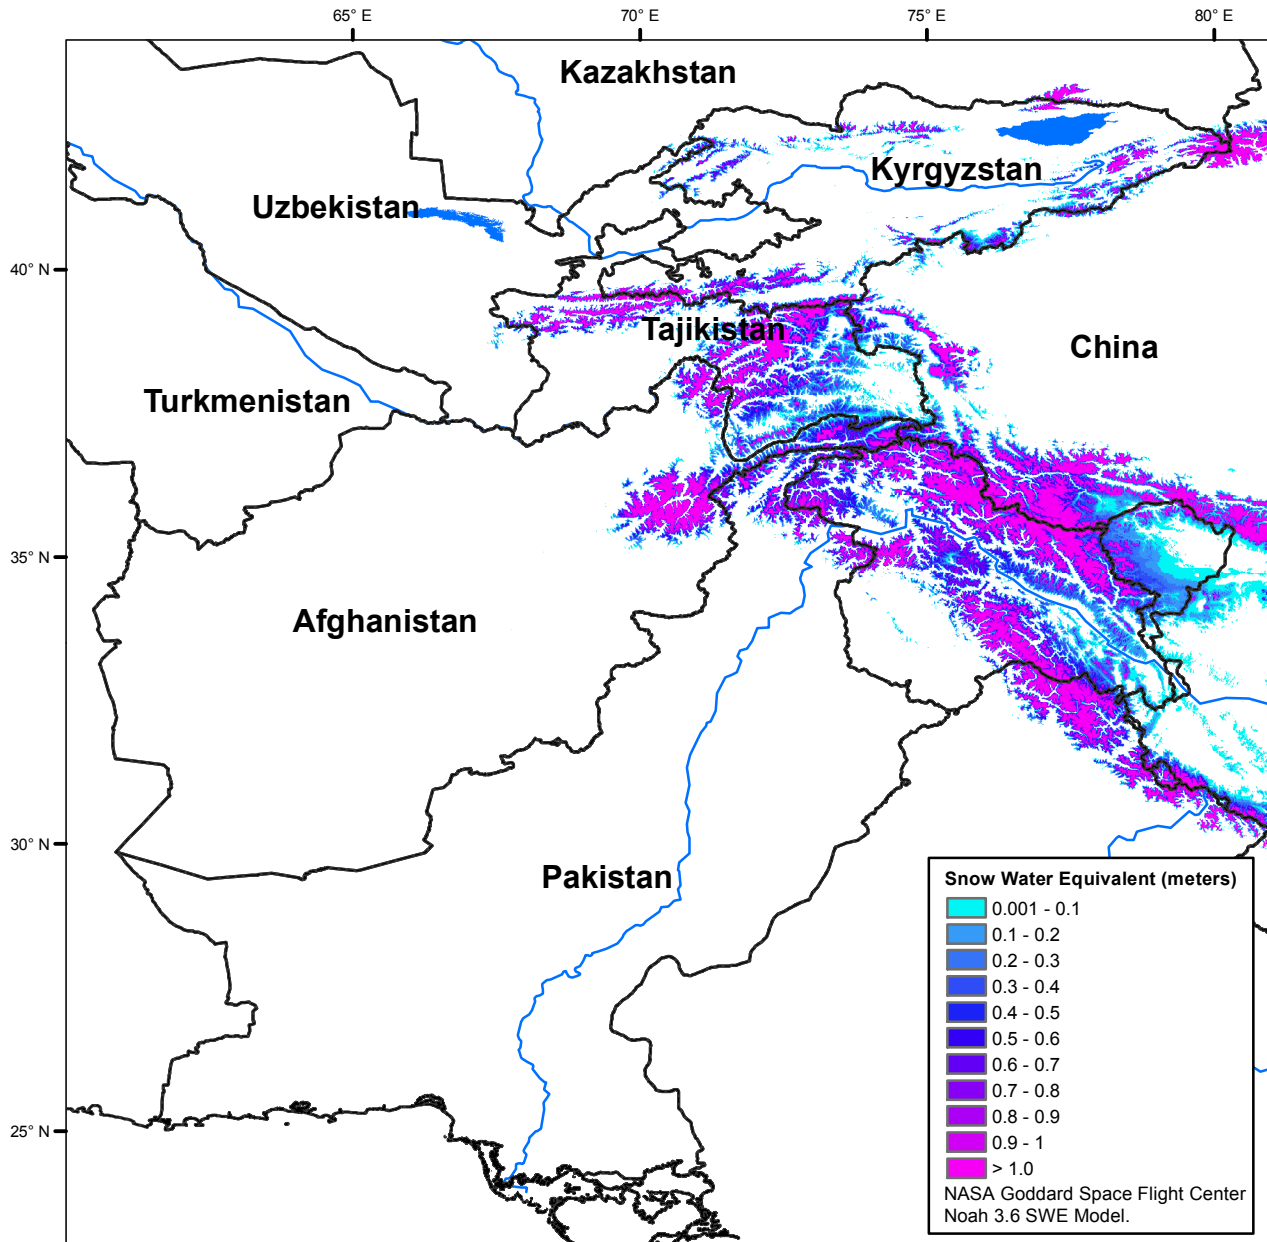 65° E
70° E
75° E
80° E
Kazakhstan
Kyrgyzstan
Uzbekistan
40° N
Tajikistan
China
Turkmenistan
35° N
Afghanistan
30° N
Pakistan
25° N
Snow Water Equivalent (meters)
0.001 - 0.1
0.1 - 0.2
0.2 - 0.3
0.3 - 0.4
0.4 - 0.5
0.5 - 0.6
0.6 - 0.7
0.7 - 0.8
0.8 - 0.9
0.9 - 1
> 1.0
NASA Goddard Space Flight Center
Noah 3.6 SWE Model.